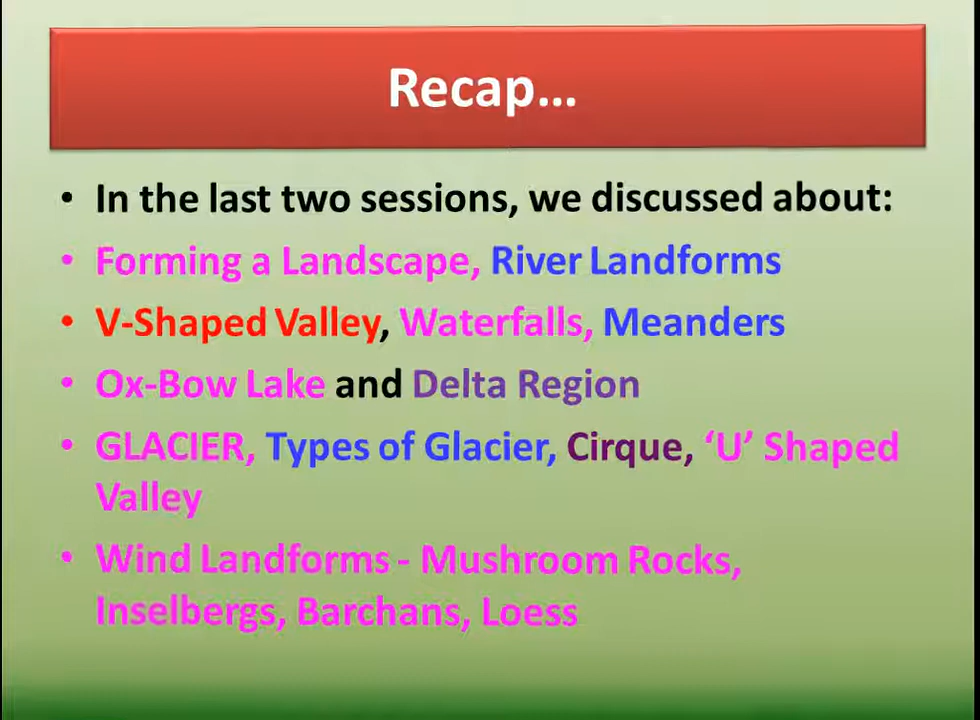 Recap...
• In the last two sessions, we discussed about:
• Forming a Landscape, River Landforms
• V-Shaped Valley, Waterfalls, Meanders
• Ox-Bow Lake and Delta Region
• GLACIER, Types of Glacier, Cirque, ‘U’ Shaped
Valley
• Wind Landforms - Mushroom Rocks,
Inselbergs, Barchans, Loess